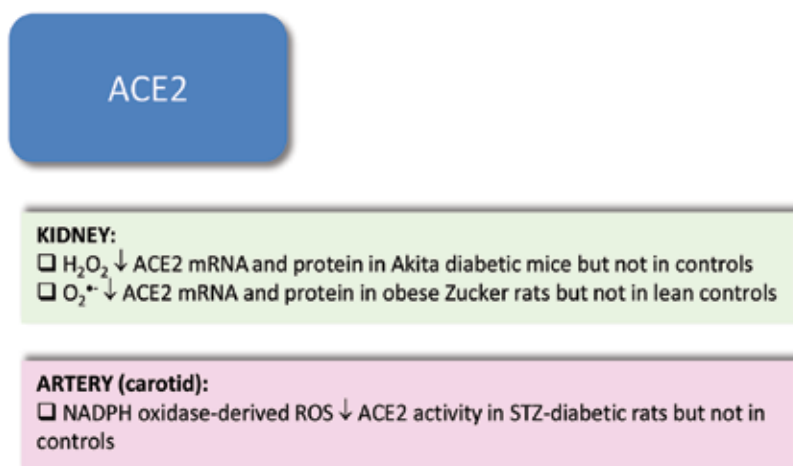 ACE2
KIDNEY:
❑ H₂O₂ ↓ ACE2 mRNA and protein in Akita diabetic mice but not in controls
❑ O₂•- ↓ ACE2 mRNA and protein in obese Zucker rats but not in lean controls
ARTERY (carotid):
❑ NADPH oxidase-derived ROS ↓ ACE2 activity in STZ-diabetic rats but not in
controls